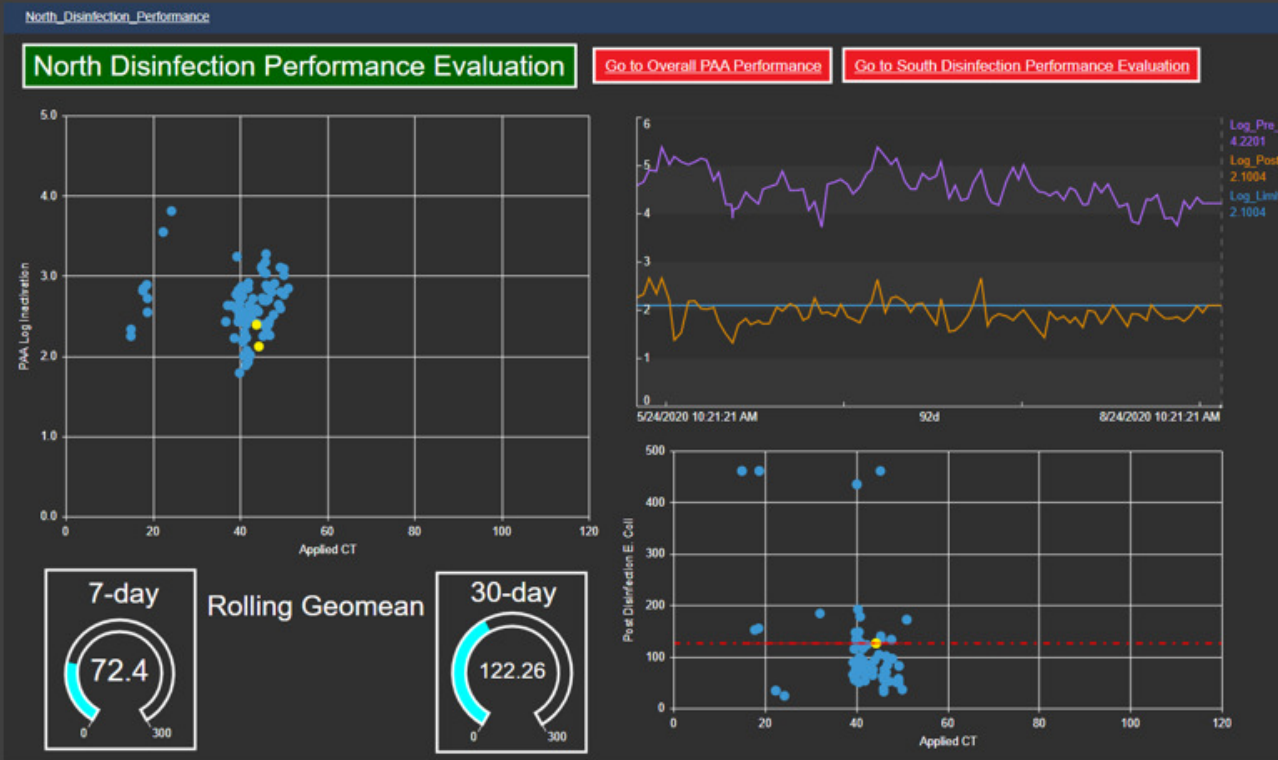 North_Disinfection_Performance
North Disinfection Performance Evaluation
Go to Overall PAA Performance
Go to South Disinfection Performance Evaluation
5.0
4.0
3.0
2.0
1.0
0.0
PAA Log Inactivation
0 20 40 60 80 100 120
Applied CT
6
5
4
3
2
1
0
5/24/2020 10:21:21 AM 92d 8/24/2020 10:21:21 AM
Log_Pre_
4.2201
Log_Post
2.1004
Log_Limi
2.1004
7-day
72.4
0 300
Rolling Geomean
30-day
122.26
0 300
500
400
300
200
100
0
Post Disinfection E. Coli
0 20 40 60 80 100 120
Applied CT